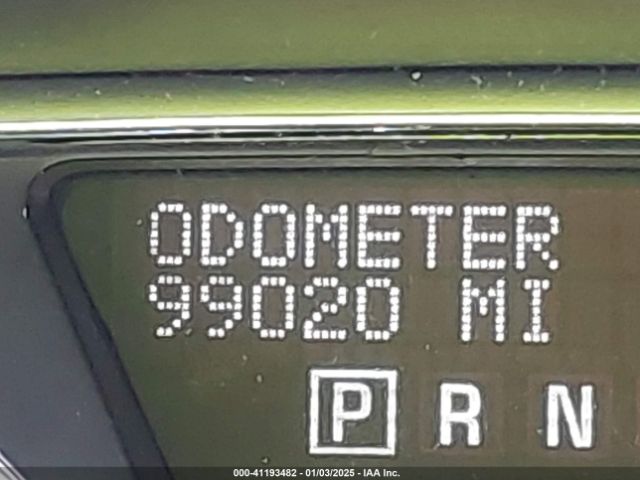 ODOMETER
99020 MI
P R N
000-41193482 - 01/03/2025 - IAA Inc.